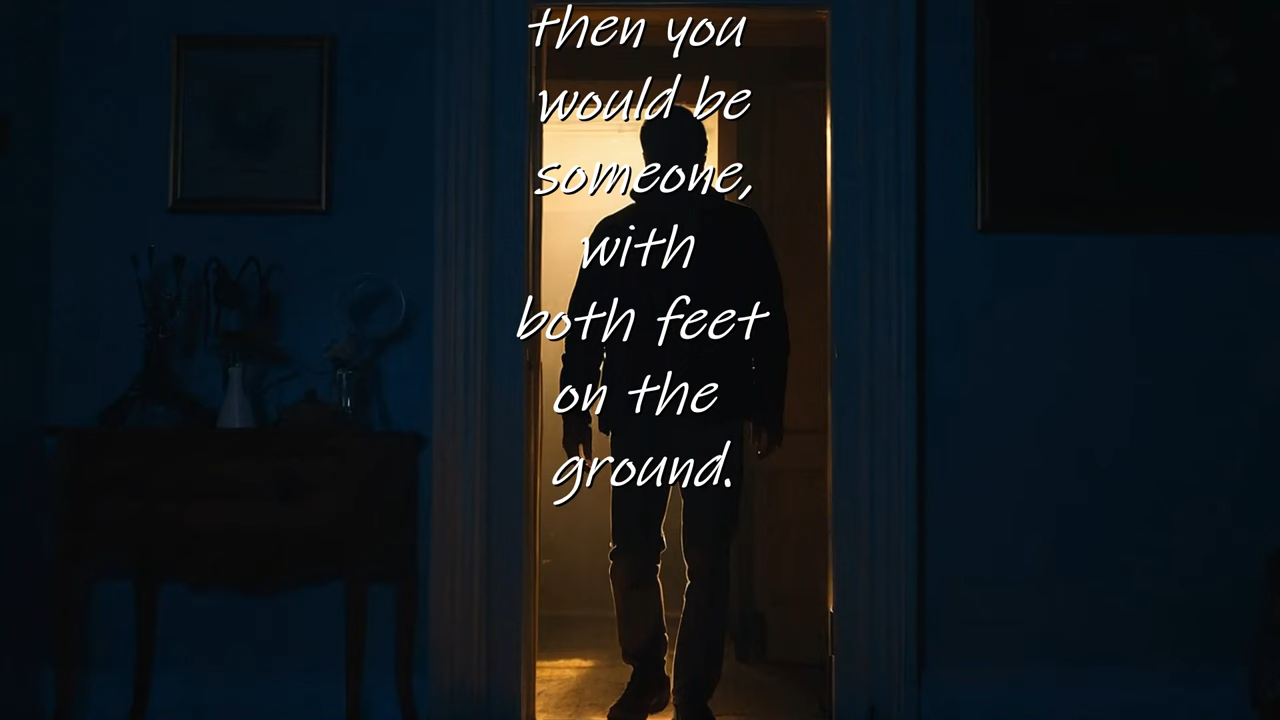 then you
would be
someone,
with
both feet
on the
ground.